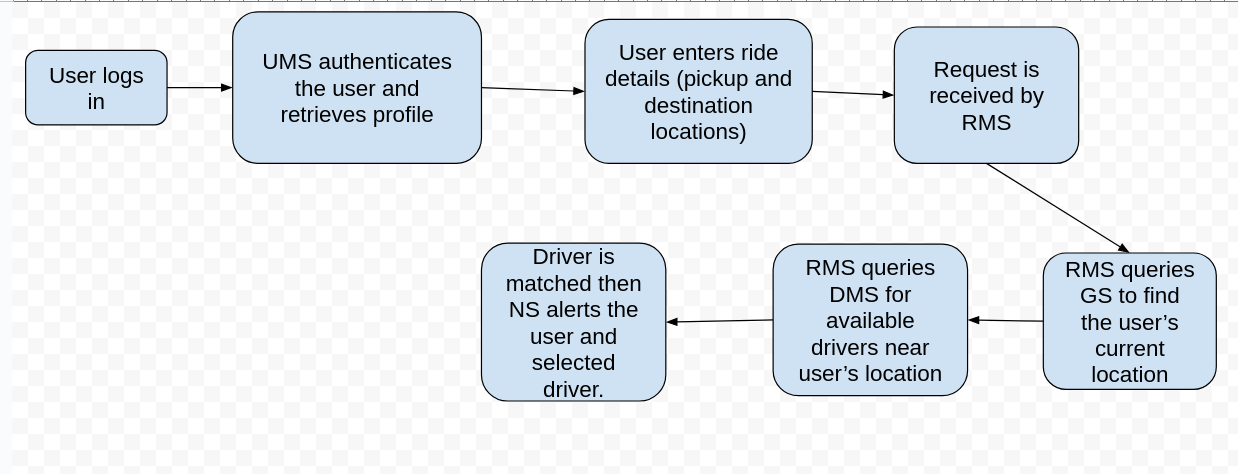 User logs
in
UMS authenticates
the user and
retrieves profile
User enters ride
details (pickup and
destination
locations)
Request is
received by
RMS
RMS queries
GS to find
the user’s
current
location
RMS queries
DMS for
available
drivers near
user’s location
Driver is
matched then
NS alerts the
user and
selected
driver.